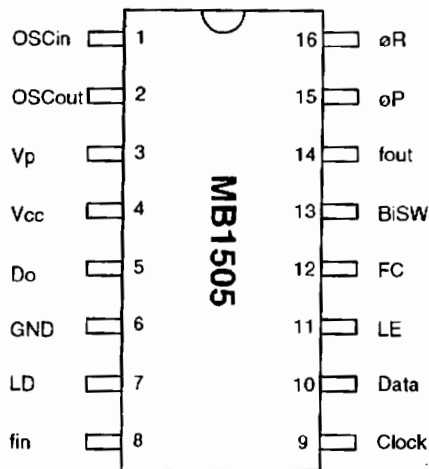 OSCin 1 16 øR
OSCout 2 15 øP
Vp 3 14 fout
Vcc 4 13 BiSW
Do 5 12 FC
GND 6 11 LE
LD 7 10 Data
fin 8 9 Clock
MB1505